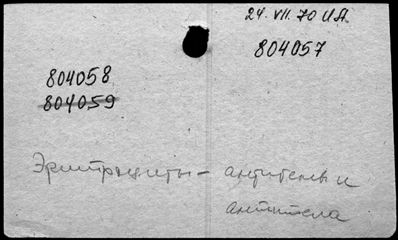 24. VII. 70 И.А.
804057
804058
804059
Эритроциты – антигены и
антитела